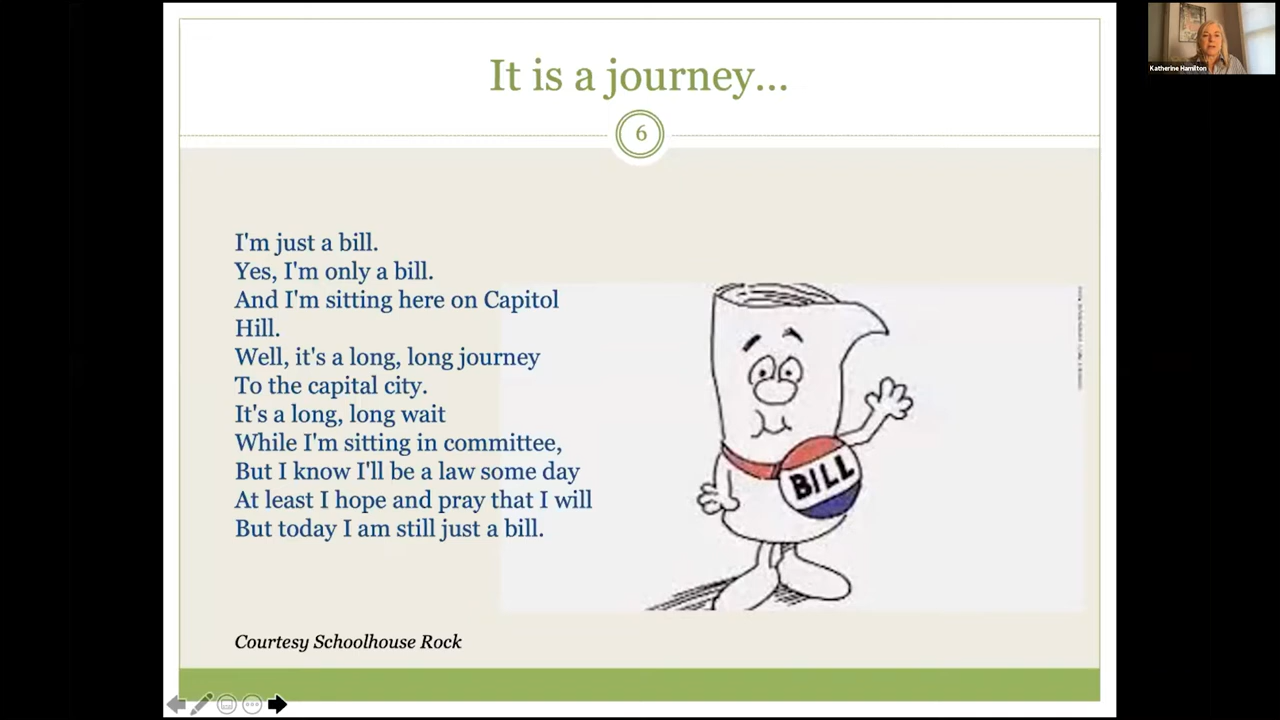 Katherine Hamilton
It is a journey...
6
I'm just a bill.
Yes, I'm only a bill.
And I'm sitting here on Capitol
Hill.
Well, it's a long, long journey
To the capital city.
It's a long, long wait
While I'm sitting in committee,
But I know I'll be a law some day
At least I hope and pray that I will
But today I am still just a bill.
BILL
Courtesy Schoolhouse Rock